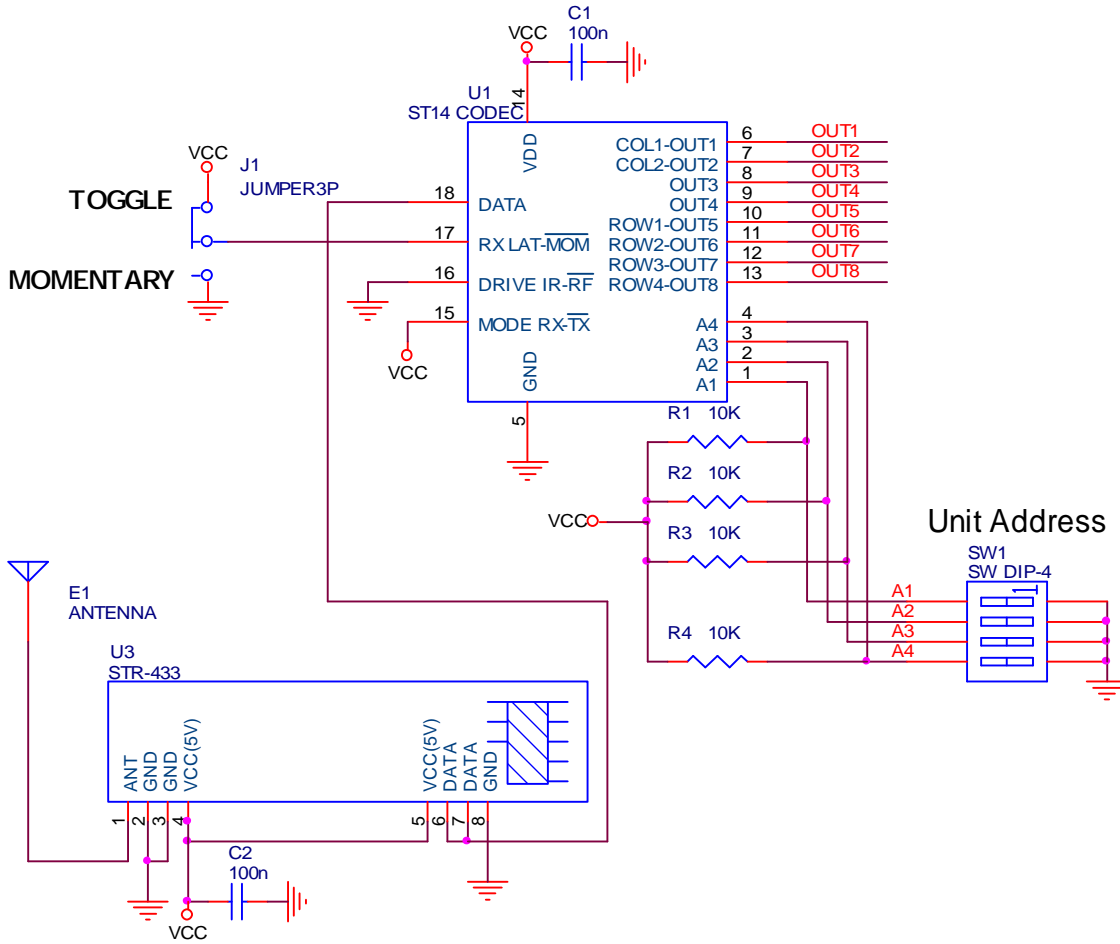 C1
100n
VCC
U1
ST14 CODEC
14
VDD
6 OUT1
COL1-OUT1
7 OUT2
COL2-OUT2
8 OUT3
OUT3
9 OUT4
OUT4
10 OUT5
ROW1-OUT5
11 OUT6
ROW2-OUT6
12 OUT7
ROW3-OUT7
13 OUT8
ROW4-OUT8
VCC
J1
JUMPER3P
TOGGLE
MOMENTARY
18 DATA
17 RX LAT-MOM
16 DRIVE IR-RF
15 MODE RX-TX
VCC
4 A4
3 A3
2 A2
1 A1
GND
5
R1 10K
R2 10K
VCC
R3 10K
R4 10K
Unit Address
SW1
SW DIP-4
1
A1
A2
A3
A4
E1
ANTENNA
U3
STR-433
ANT
GND
GND
VCC(5V)
VCC(5V)
DATA
DATA
GND
1
2
3
4
5
6
7
8
C2
100n
VCC